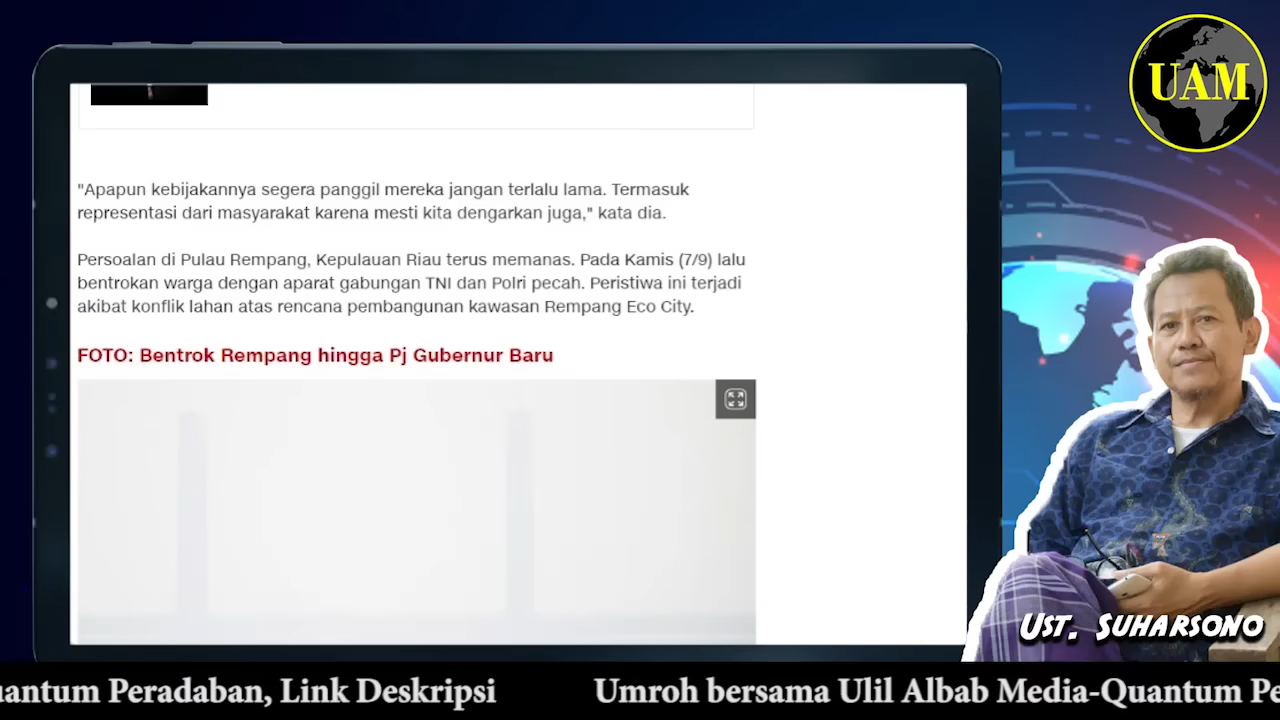 UAM
"Apapun kebijakannya segera panggil mereka jangan terlalu lama. Termasuk
representasi dari masyarakat karena mesti kita dengarkan juga," kata dia.
Persoalan di Pulau Rempang, Kepulauan Riau terus memanas. Pada Kamis (7/9) lalu
bentrokan warga dengan aparat gabungan TNI dan Polri pecah. Peristiwa ini terjadi
akibat konflik lahan atas rencana pembangunan kawasan Rempang Eco City.
FOTO: Bentrok Rempang hingga Pj Gubernur Baru
Ust. Suharsono
uantum Peradaban, Link Deskripsi Umroh bersama Ulil Albab Media-Quantum Pe